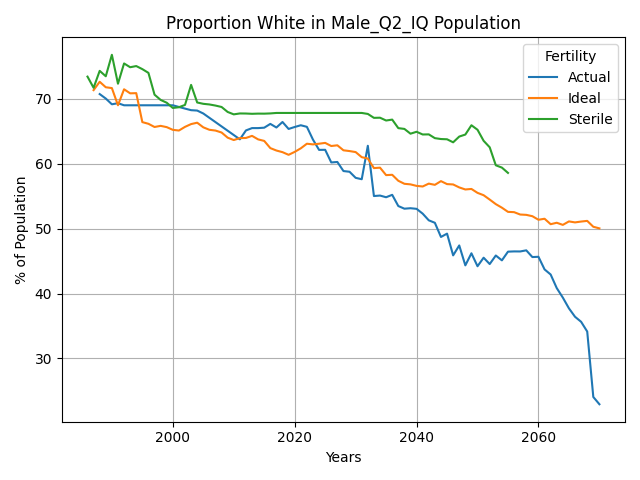 Proportion White in Male_Q2_IQ Population
Fertility
Actual
Ideal
Sterile
% of Population
70
60
50
40
30
2000
2020
2040
2060
Years